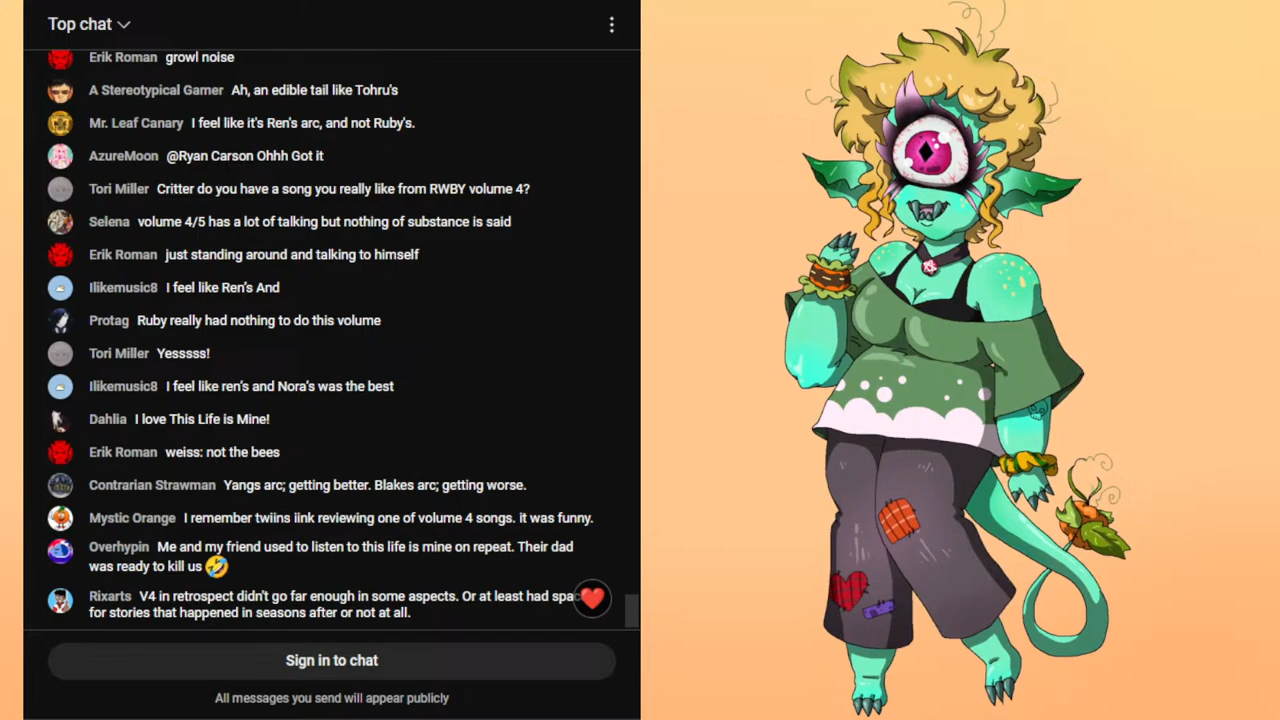 Top chat
Erik Roman growl noise
A Stereotypical Gamer Ah, an edible tail like Tohru's
Mr. Leaf Canary I feel like it's Ren's arc, and not Ruby's.
AzureMoon @Ryan Carson Ohhh Got it
Tori Miller Critter do you have a song you really like from RWBY volume 4?
Selena volume 4/5 has a lot of talking but nothing of substance is said
Erik Roman just standing around and talking to himself
Ilikemusic8 I feel like Ren's And
Protag Ruby really had nothing to do this volume
Tori Miller Yesssss!
Ilikemusic8 I feel like ren's and Nora's was the best
Dahlia I love This Life is Mine!
Erik Roman weiss: not the bees
Contrarian Strawman Yangs arc; getting better. Blakes arc; getting worse.
Mystic Orange I remember twiins iink reviewing one of volume 4 songs. it was funny.
Overhypin Me and my friend used to listen to this life is mine on repeat. Their dad
was ready to kill us 🤣
Rixarts V4 in retrospect didn't go far enough in some aspects. Or at least had spa
for stories that happened in seasons after or not at all.
Sign in to chat
All messages you send will appear publicly